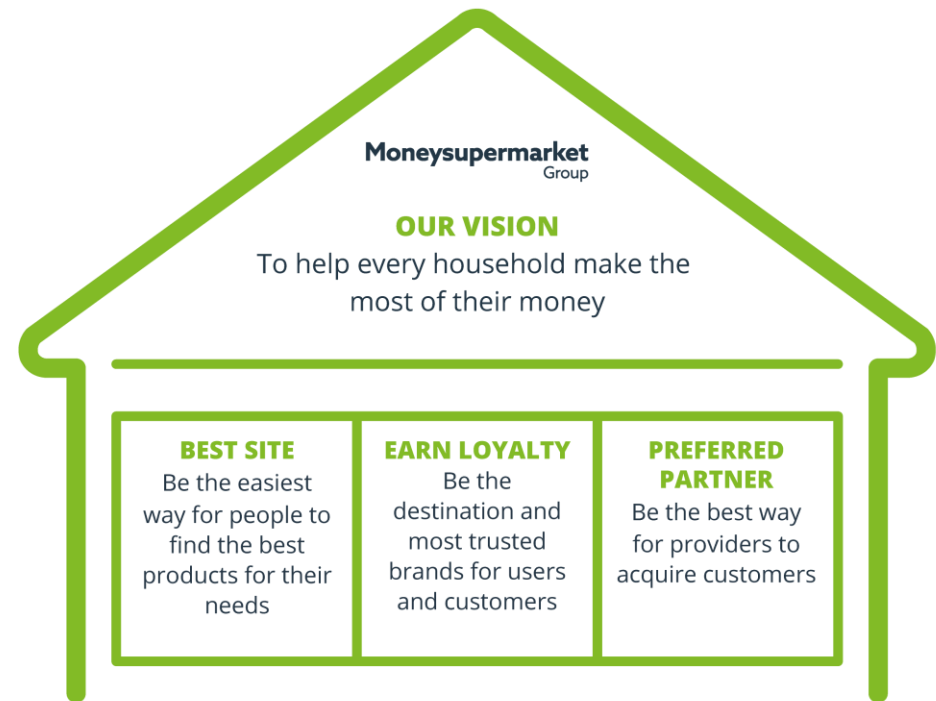 Moneysupermarket
Group
OUR VISION
To help every household make the
most of their money
BEST SITE
Be the easiest
way for people to
find the best
products for their
needs
EARN LOYALTY
Be the
destination and
most trusted
brands for users
and customers
PREFERRED
PARTNER
Be the best way
for providers to
acquire customers